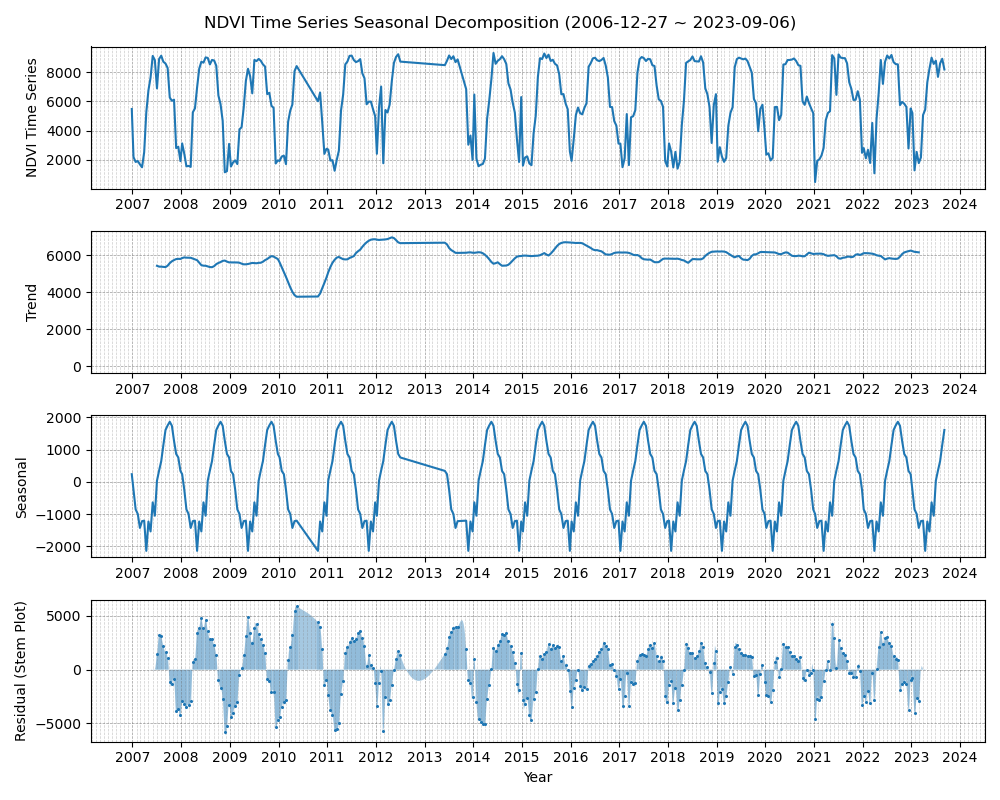 NDVI Time Series Seasonal Decomposition (2006-12-27 ~ 2023-09-06)
NDVI Time Series
8000
6000
4000
2000
2007 2008 2009 2010 2011 2012 2013 2014 2015 2016 2017 2018 2019 2020 2021 2022 2023 2024
Trend
6000
4000
2000
0
2007 2008 2009 2010 2011 2012 2013 2014 2015 2016 2017 2018 2019 2020 2021 2022 2023 2024
Seasonal
2000
1000
0
−1000
−2000
2007 2008 2009 2010 2011 2012 2013 2014 2015 2016 2017 2018 2019 2020 2021 2022 2023 2024
Residual (Stem Plot)
5000
0
−5000
2007 2008 2009 2010 2011 2012 2013 2014 2015 2016 2017 2018 2019 2020 2021 2022 2023 2024
Year